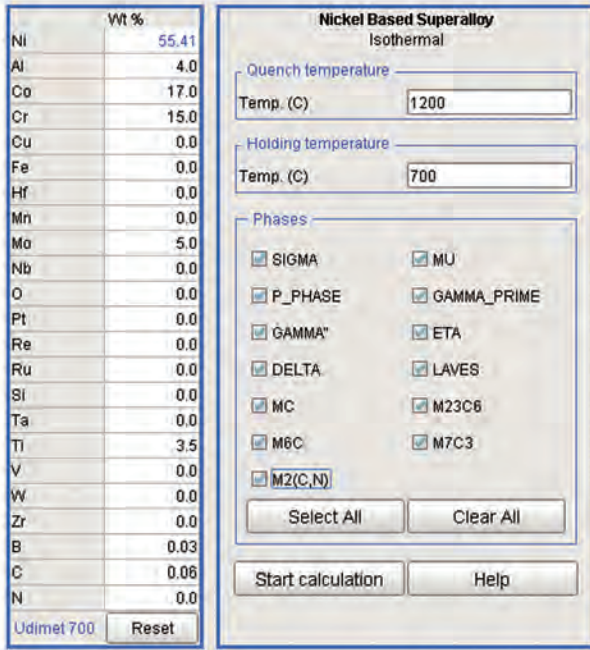 Wt %
Ni 55.41
Al 4.0
Co 17.0
Cr 15.0
Cu 0.0
Fe 0.0
Hf 0.0
Mn 0.0
Mo 5.0
Nb 0.0
O 0.0
Pt 0.0
Re 0.0
Ru 0.0
Si 0.0
Ta 0.0
Ti 3.5
V 0.0
W 0.0
Zr 0.0
B 0.03
C 0.06
N 0.0
Udimet 700 Reset
Nickel Based Superalloy
Isothermal
Quench temperature
Temp. (C) 1200
Holding temperature
Temp. (C) 700
Phases
SIGMA MU
P_PHASE GAMMA_PRIME
GAMMA" ETA
DELTA LAVES
MC M23C6
M6C M7C3
M2(C,N)
Select All Clear All
Start calculation Help